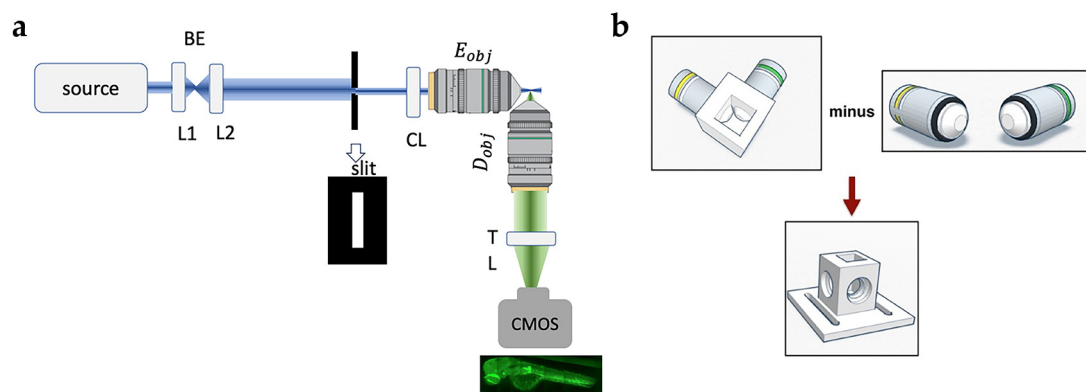 a
BE
source
L1
L2
slit
CL
E_obj
D_obj
T
L
CMOS
b
minus